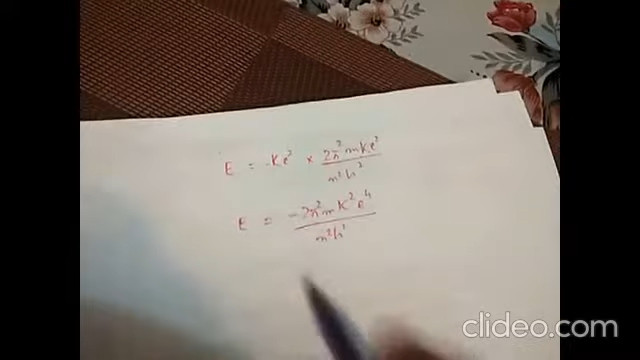 E = -Ke² × 2π²mKe² / n²h²
E = -2π²mK²e⁴ / n²h²
clideo.com